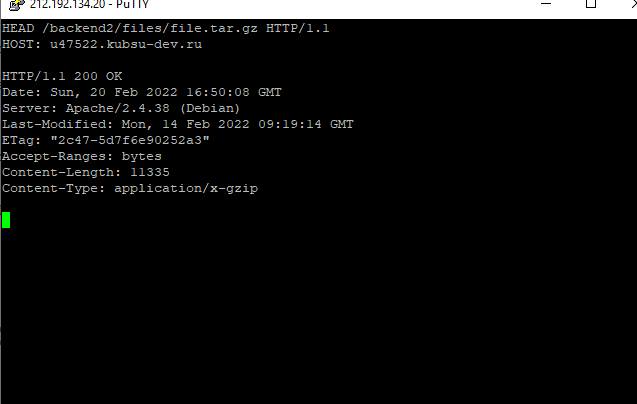 212.192.134.20 - PuTTY
HEAD /backend2/files/file.tar.gz HTTP/1.1
HOST: u47522.kubsu-dev.ru
HTTP/1.1 200 OK
Date: Sun, 20 Feb 2022 16:50:08 GMT
Server: Apache/2.4.38 (Debian)
Last-Modified: Mon, 14 Feb 2022 09:19:14 GMT
ETag: "2c47-5d7f6e90252a3"
Accept-Ranges: bytes
Content-Length: 11335
Content-Type: application/x-gzip